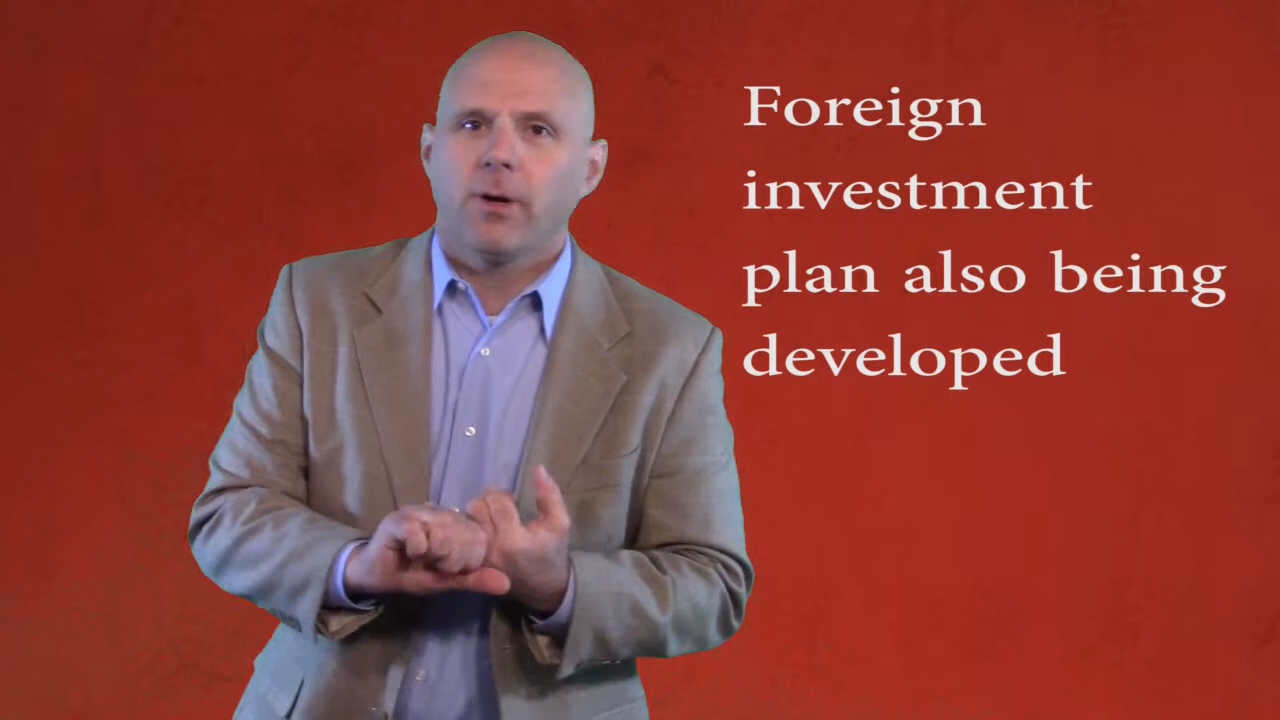 Foreign
investment
plan also being
developed